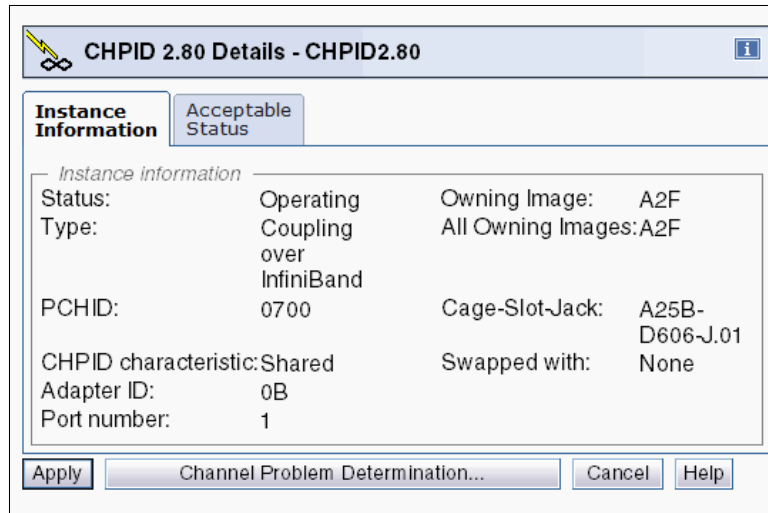 CHPID 2.80 Details - CHPID2.80
i
Instance
Information
Acceptable
Status
Instance information
Status: Operating Owning Image: A2F
Type: Coupling All Owning Images: A2F
over
InfiniBand
PCHID: 0700 Cage-Slot-Jack: A25B-
D606-J.01
CHPID characteristic: Shared Swapped with: None
Adapter ID: 0B
Port number: 1
Apply Channel Problem Determination... Cancel Help